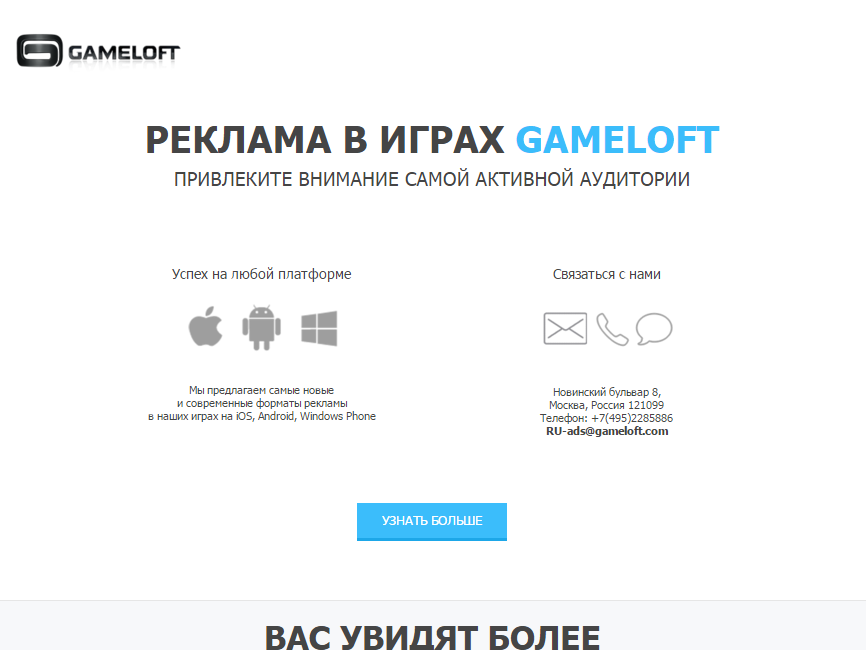 GAMELOFT
РЕКЛАМА В ИГРАХ GAMELOFT
ПРИВЛЕКИТЕ ВНИМАНИЕ САМОЙ АКТИВНОЙ АУДИТОРИИ
Успех на любой платформе
Мы предлагаем самые новые
и современные форматы рекламы
в наших играх на iOS, Android, Windows Phone
Связаться с нами
Новинский бульвар 8,
Москва, Россия 121099
Телефон: +7(495)2285886
RU-ads@gameloft.com
УЗНАТЬ БОЛЬШЕ
ВАС УВИДЯТ БОЛЕЕ